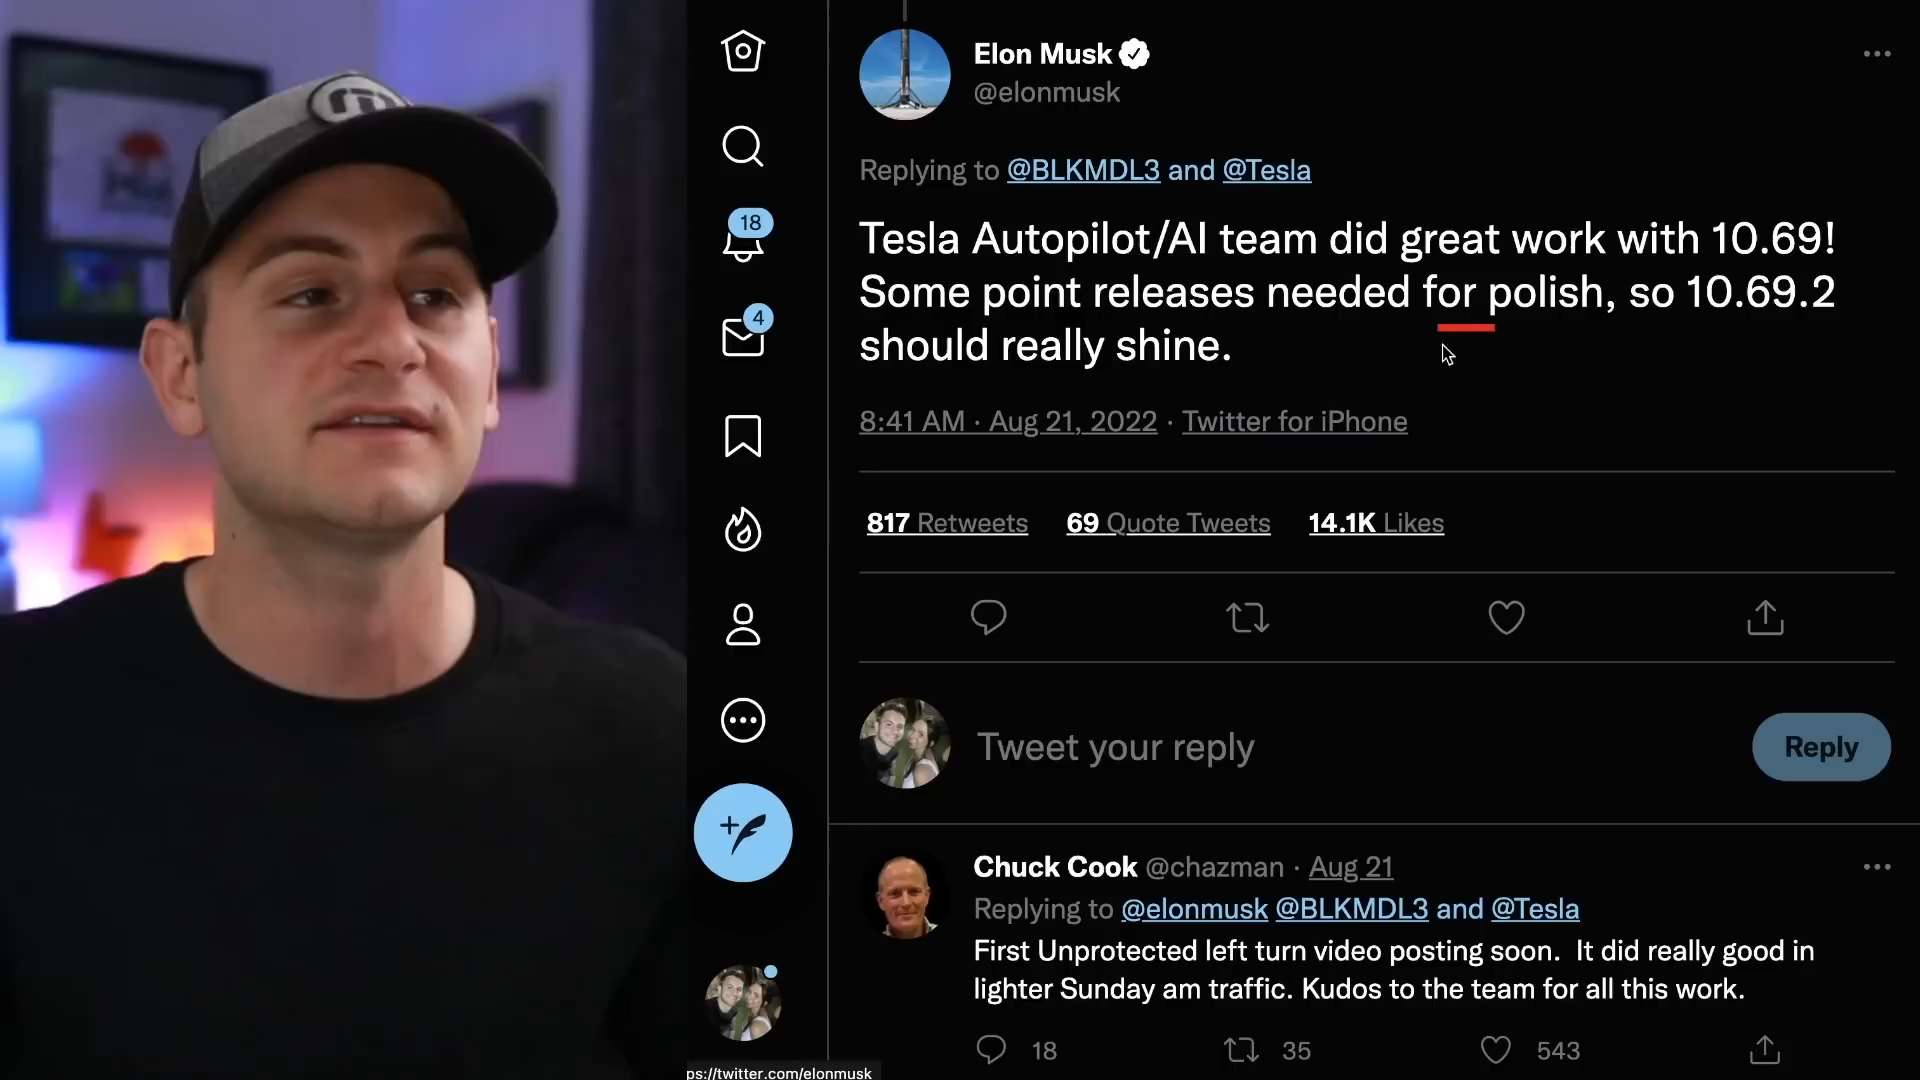 Elon Musk
@elonmusk
Replying to @BLKMDL3 and @Tesla
Tesla Autopilot/AI team did great work with 10.69!
Some point releases needed for polish, so 10.69.2
should really shine.
8:41 AM · Aug 21, 2022 · Twitter for iPhone
817 Retweets 69 Quote Tweets 14.1K Likes
18
4
Tweet your reply
Reply
Chuck Cook @chazman · Aug 21
Replying to @elonmusk @BLKMDL3 and @Tesla
First Unprotected left turn video posting soon. It did really good in
lighter Sunday am traffic. Kudos to the team for all this work.
18 35 543
ps://twitter.com/elonmusk